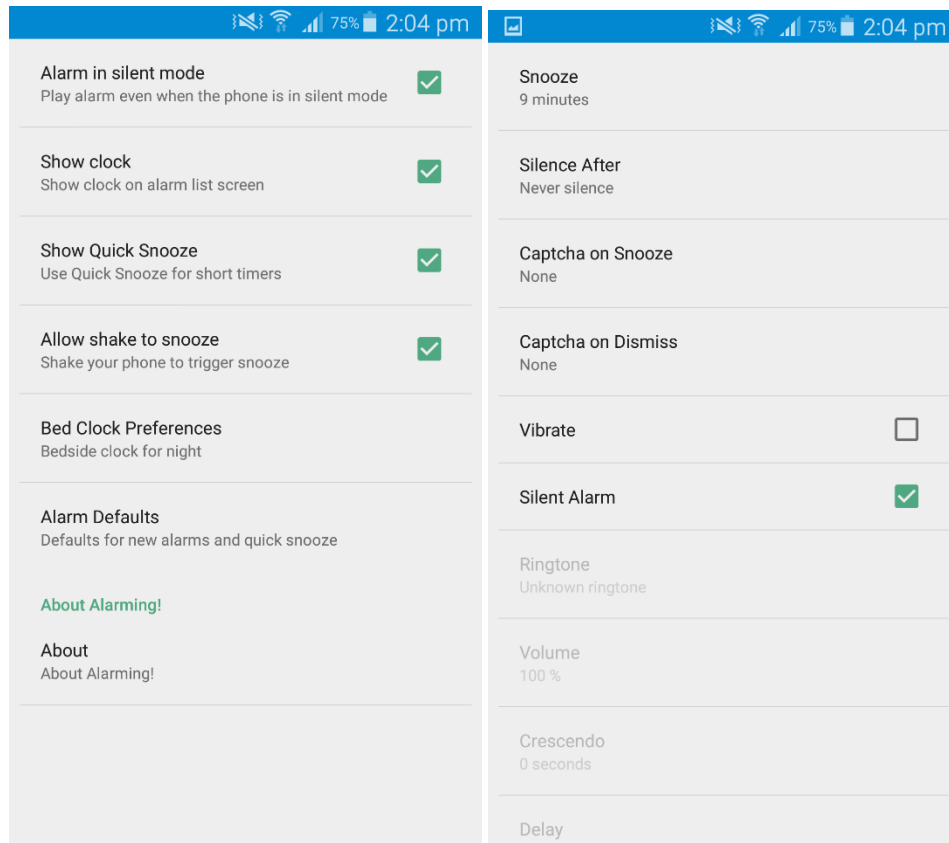 75% 2:04 pm
Alarm in silent mode
Play alarm even when the phone is in silent mode
Show clock
Show clock on alarm list screen
Show Quick Snooze
Use Quick Snooze for short timers
Allow shake to snooze
Shake your phone to trigger snooze
Bed Clock Preferences
Bedside clock for night
Alarm Defaults
Defaults for new alarms and quick snooze
About Alarming!
About
About Alarming!
75% 2:04 pm
Snooze
9 minutes
Silence After
Never silence
Captcha on Snooze
None
Captcha on Dismiss
None
Vibrate
Silent Alarm
Ringtone
Unknown ringtone
Volume
100 %
Crescendo
0 seconds
Delay